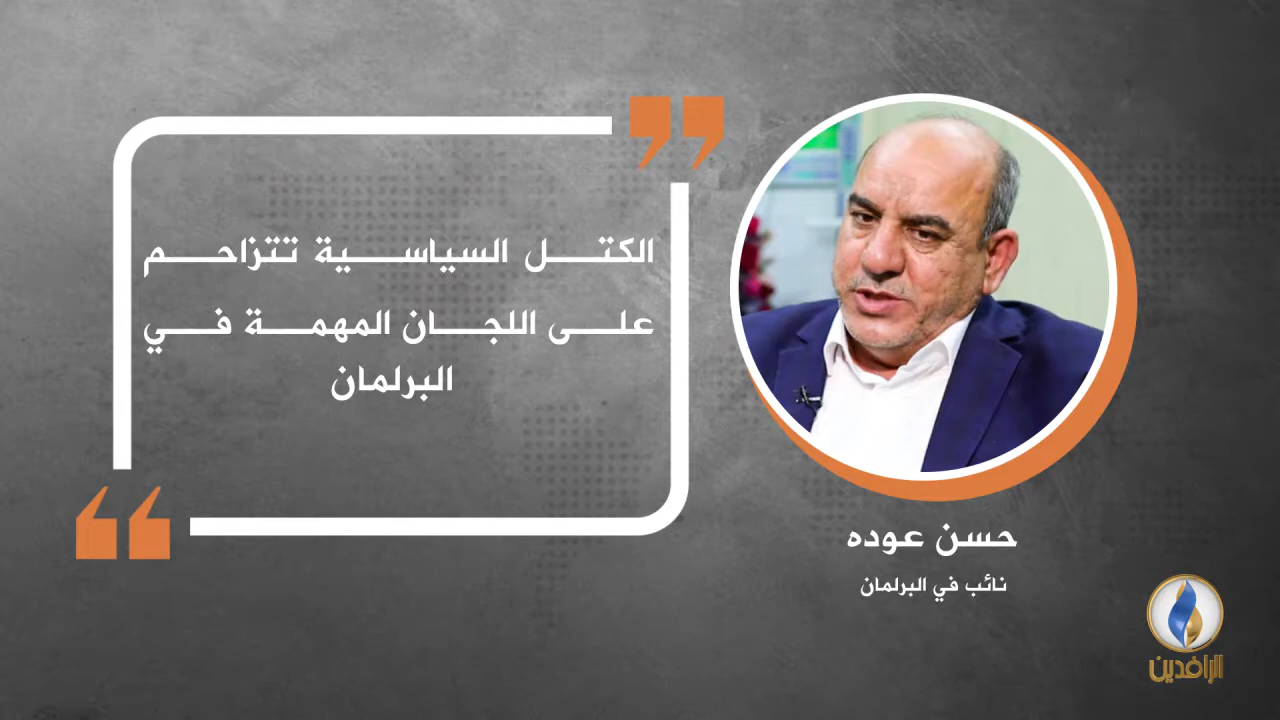 الكتل السياسية تتزاحم
على اللجان المهمة في
البرلمان
حسن عوده
نائب في البرلمان
الرافدين